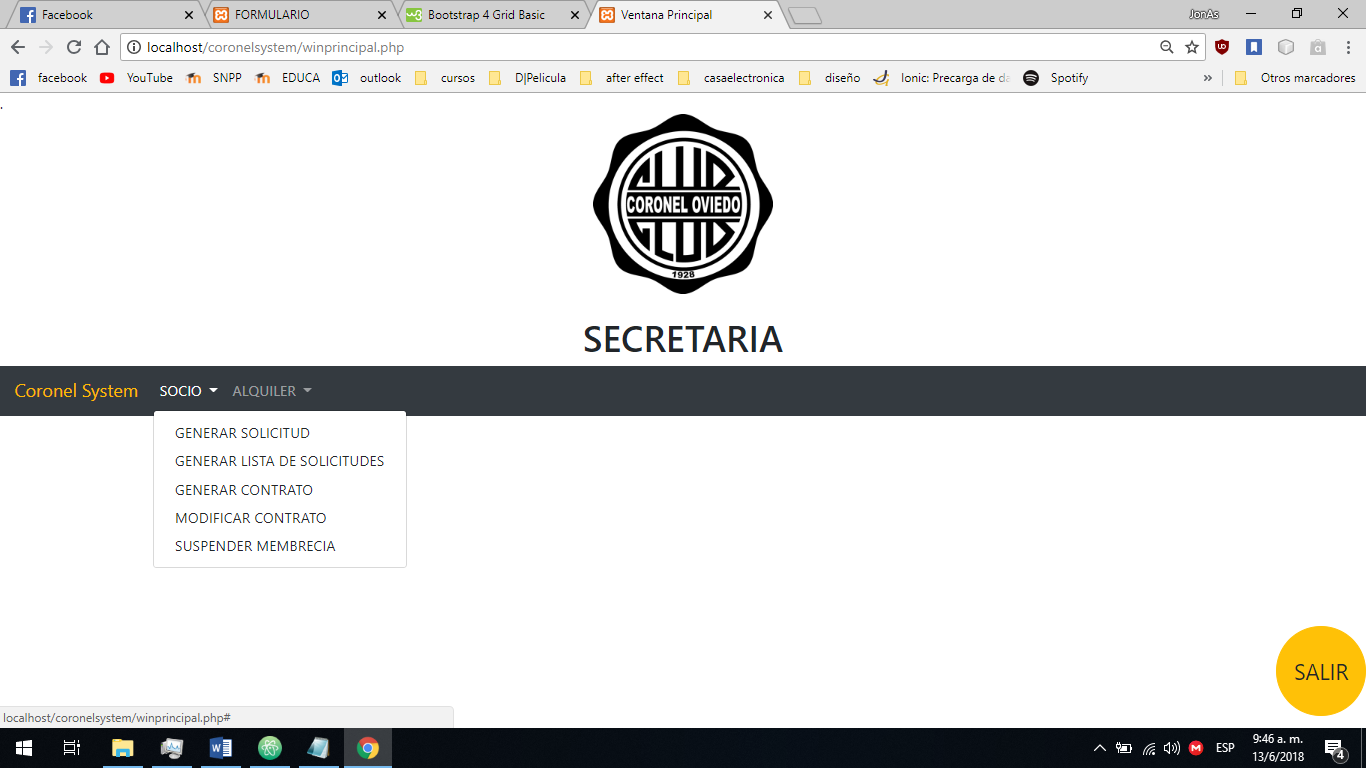 Facebook
FORMULARIO
Bootstrap 4 Grid Basic
Ventana Principal
JonAs
localhost/coronelsystem/winprincipal.php
facebook YouTube SNPP EDUCA outlook cursos D|Pelicula after effect casaelectronica diseño Ionic: Precarga de da Spotify » Otros marcadores
.
CLUB
CORONEL OVIEDO
CLUB
1928
SECRETARIA
Coronel System SOCIO ALQUILER
GENERAR SOLICITUD
GENERAR LISTA DE SOLICITUDES
GENERAR CONTRATO
MODIFICAR CONTRATO
SUSPENDER MEMBRECIA
SALIR
localhost/coronelsystem/winprincipal.php#
ESP
9:46 a. m.
13/6/2018
4